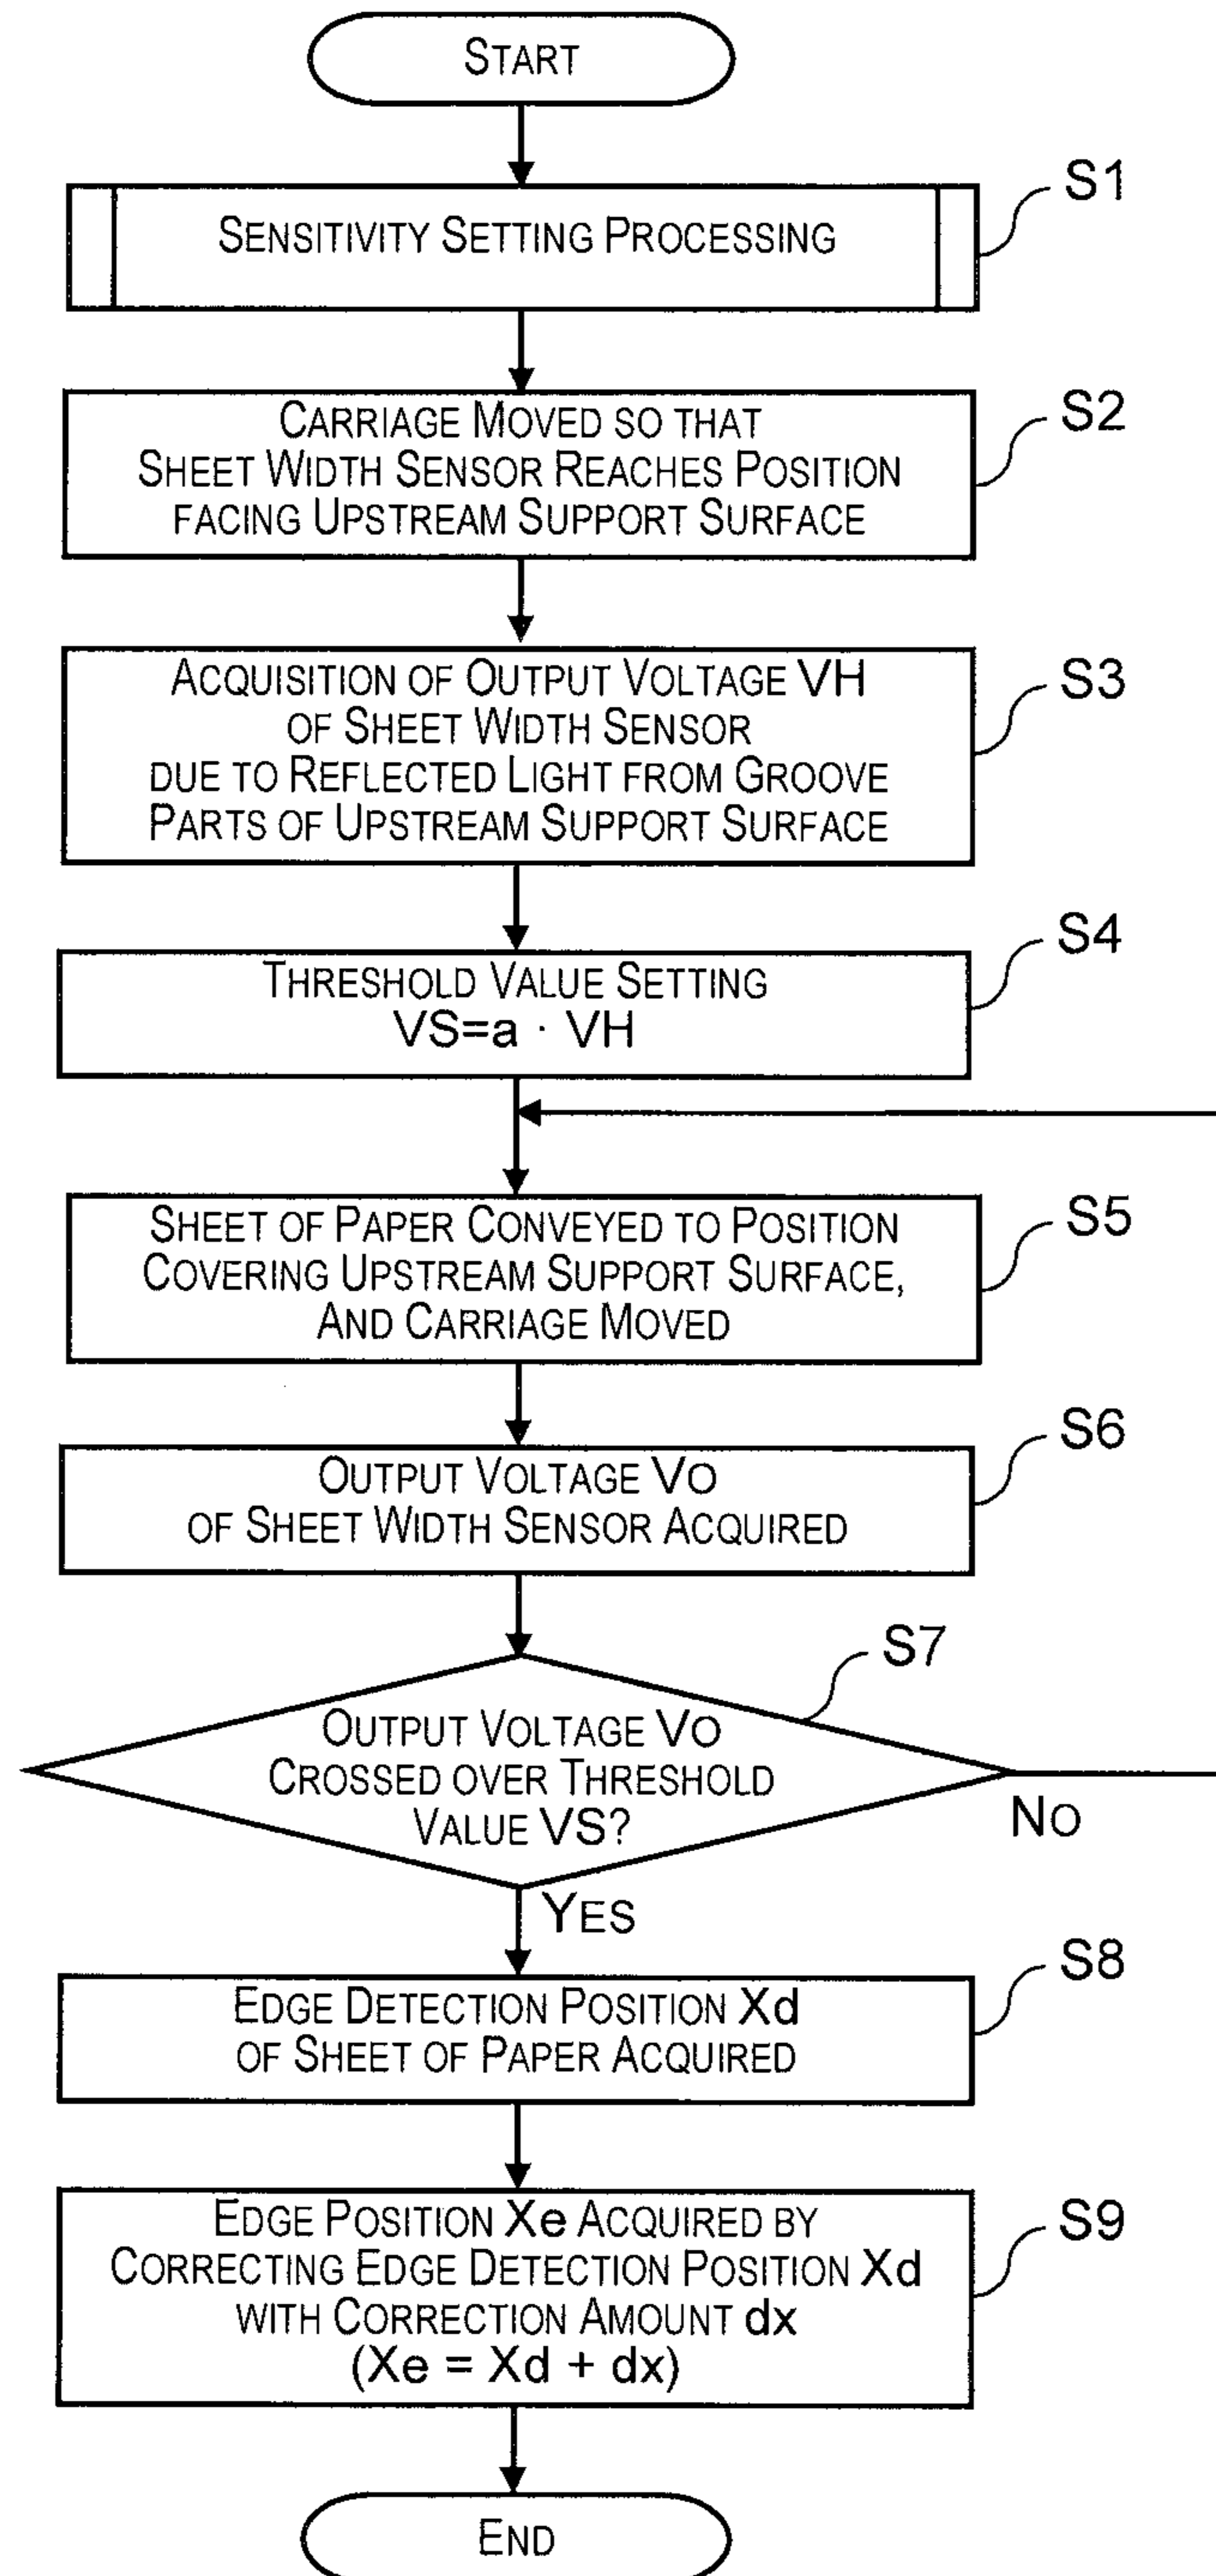 START
SENSITIVITY SETTING PROCESSING
S1
CARRIAGE MOVED SO THAT
SHEET WIDTH SENSOR REACHES POSITION
FACING UPSTREAM SUPPORT SURFACE
S2
ACQUISITION OF OUTPUT VOLTAGE VH
OF SHEET WIDTH SENSOR
DUE TO REFLECTED LIGHT FROM GROOVE
PARTS OF UPSTREAM SUPPORT SURFACE
S3
THRESHOLD VALUE SETTING
VS=a · VH
S4
SHEET OF PAPER CONVEYED TO POSITION
COVERING UPSTREAM SUPPORT SURFACE,
AND CARRIAGE MOVED
S5
OUTPUT VOLTAGE VO
OF SHEET WIDTH SENSOR ACQUIRED
S6
OUTPUT VOLTAGE VO
CROSSED OVER THRESHOLD
VALUE VS?
S7
NO
YES
EDGE DETECTION POSITION Xd
OF SHEET OF PAPER ACQUIRED
S8
EDGE POSITION Xe ACQUIRED BY
CORRECTING EDGE DETECTION POSITION Xd
WITH CORRECTION AMOUNT dx
(Xe = Xd + dx)
S9
END